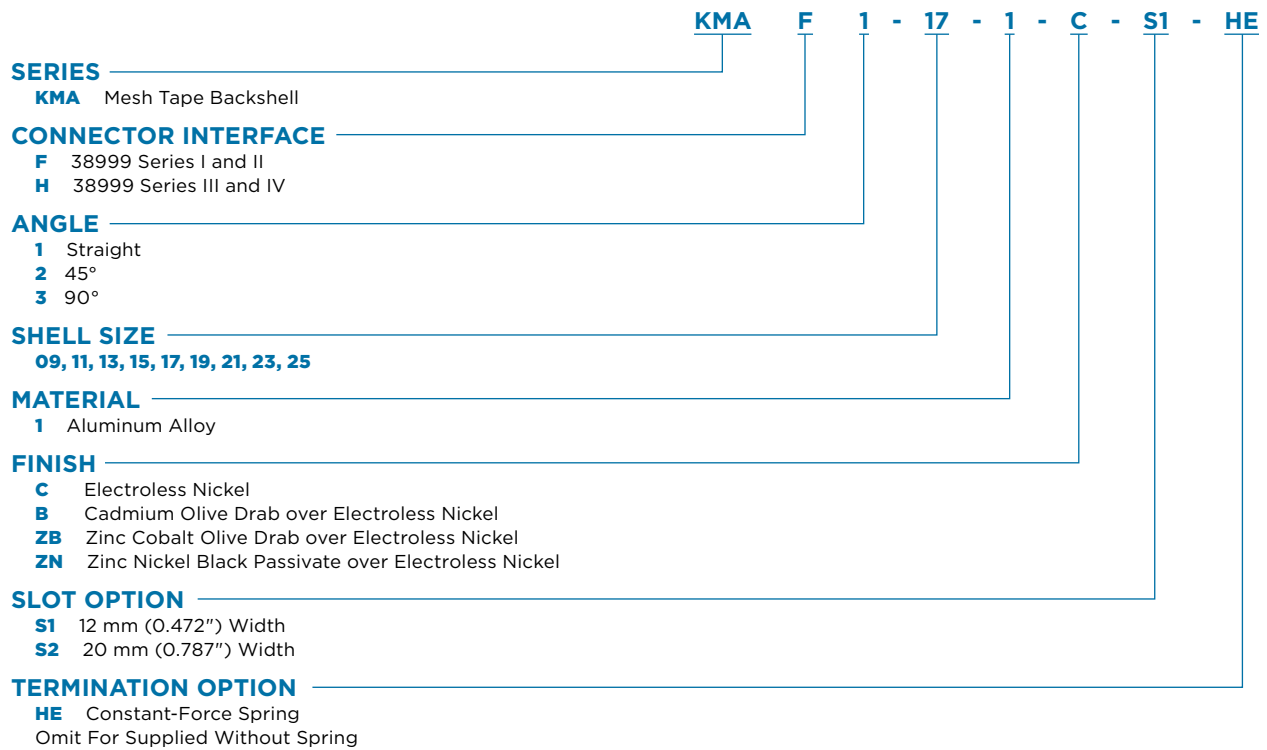 KMA F 1 - 17 - 1 - C - S1 - HE
SERIES
KMA Mesh Tape Backshell
CONNECTOR INTERFACE
F 38999 Series I and II
H 38999 Series III and IV
ANGLE
1 Straight
2 45°
3 90°
SHELL SIZE
09, 11, 13, 15, 17, 19, 21, 23, 25
MATERIAL
1 Aluminum Alloy
FINISH
C Electroless Nickel
B Cadmium Olive Drab over Electroless Nickel
ZB Zinc Cobalt Olive Drab over Electroless Nickel
ZN Zinc Nickel Black Passivate over Electroless Nickel
SLOT OPTION
S1 12 mm (0.472") Width
S2 20 mm (0.787") Width
TERMINATION OPTION
HE Constant-Force Spring
Omit For Supplied Without Spring